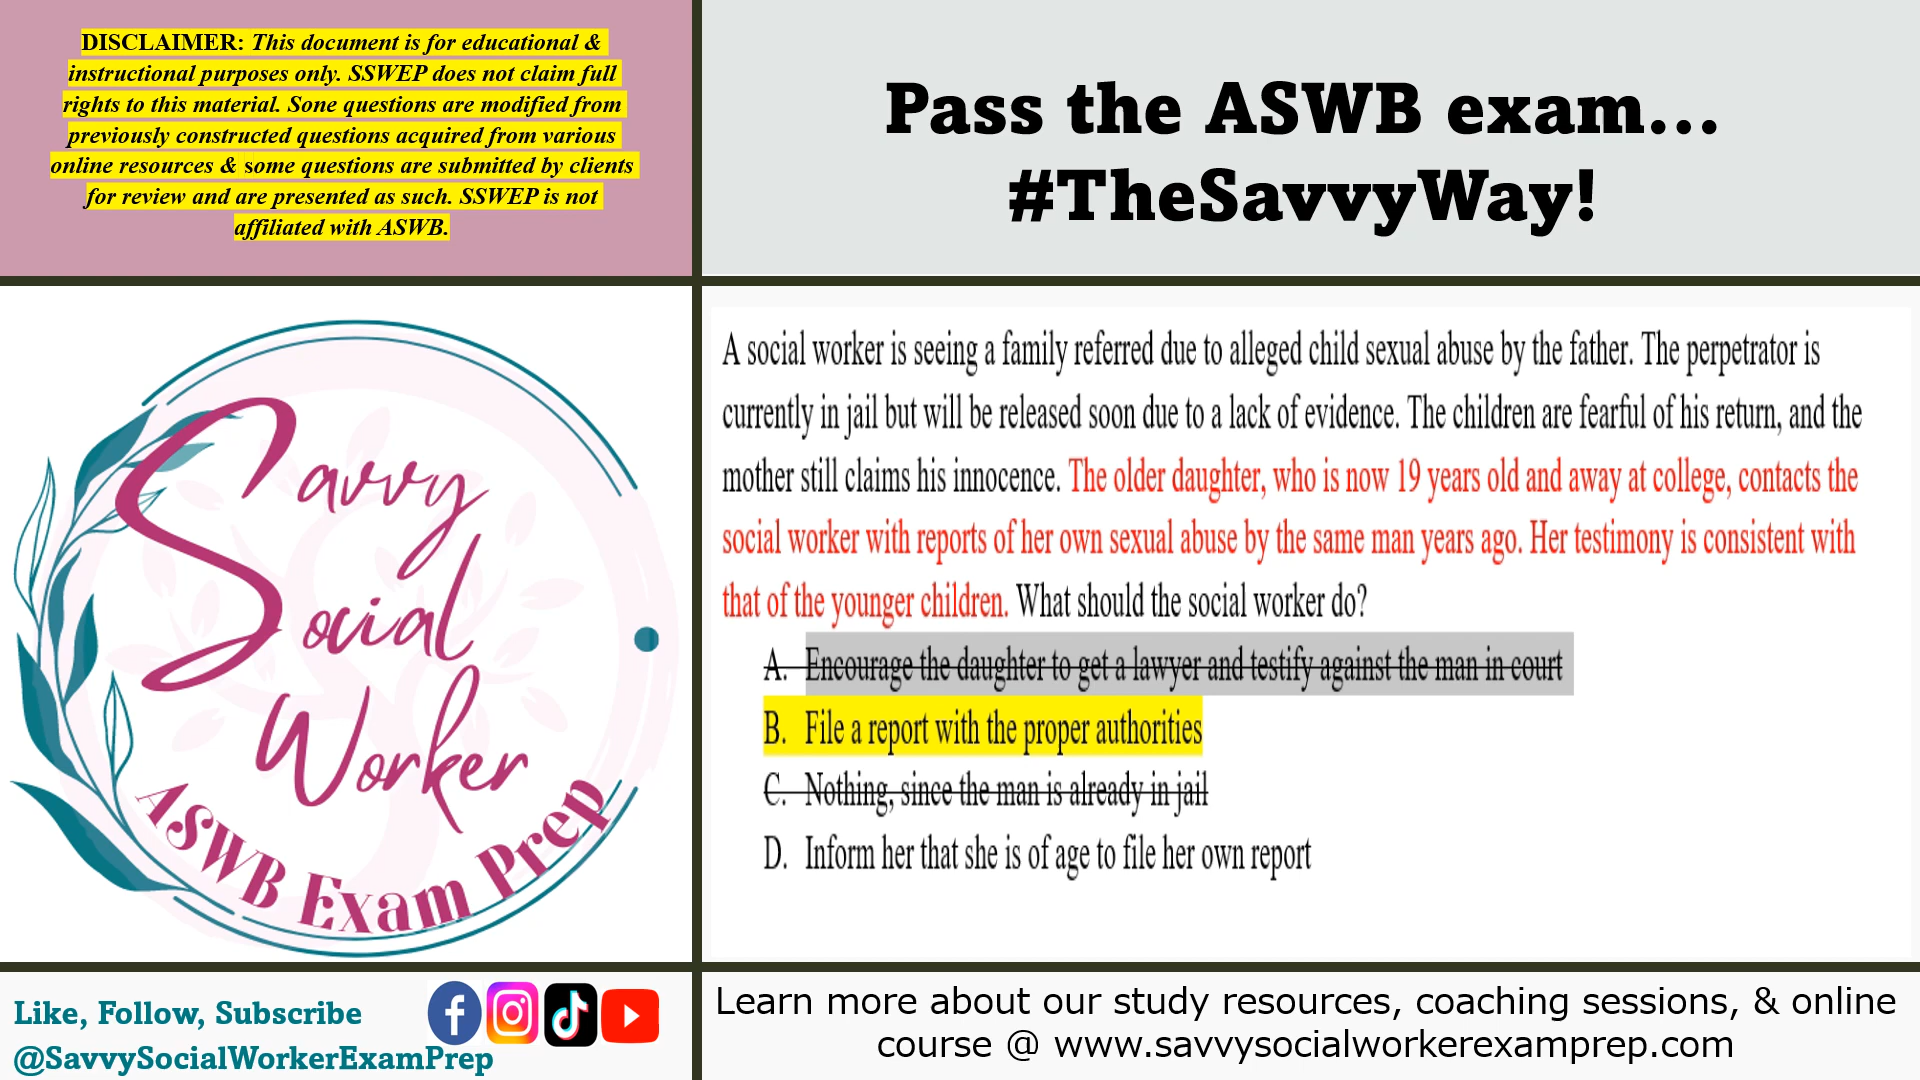 DISCLAIMER: This document is for educational &
instructional purposes only. SSWEP does not claim full
rights to this material. Sone questions are modified from
previously constructed questions acquired from various
online resources & some questions are submitted by clients
for review and are presented as such. SSWEP is not
affiliated with ASWB.
Pass the ASWB exam...
#TheSavvyWay!
Savvy
Social
Worker
ASWB Exam Prep
A social worker is seeing a family referred due to alleged child sexual abuse by the father. The perpetrator is
currently in jail but will be released soon due to a lack of evidence. The children are fearful of his return, and the
mother still claims his innocence. The older daughter, who is now 19 years old and away at college, contacts the
social worker with reports of her own sexual abuse by the same man years ago. Her testimony is consistent with
that of the younger children. What should the social worker do?
A. Encourage the daughter to get a lawyer and testify against the man in court
B. File a report with the proper authorities
C. Nothing, since the man is already in jail
D. Inform her that she is of age to file her own report
Like, Follow, Subscribe
@SavvySocialWorkerExamPrep
Learn more about our study resources, coaching sessions, & online
course @ www.savvysocialworkerexamprep.com